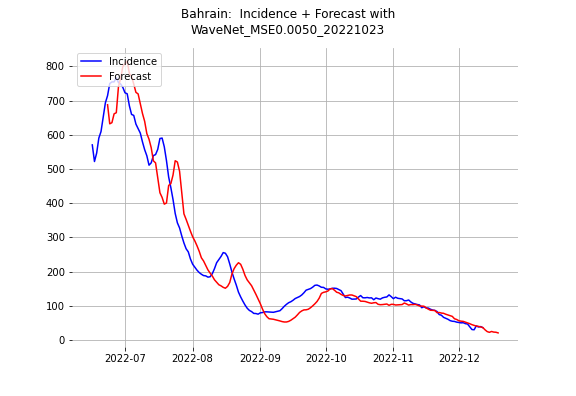 Bahrain:  Incidence + Forecast with
WaveNet_MSE0.0050_20221023
Incidence
Forecast
800
700
600
500
400
300
200
100
0
2022-07 2022-08 2022-09 2022-10 2022-11 2022-12